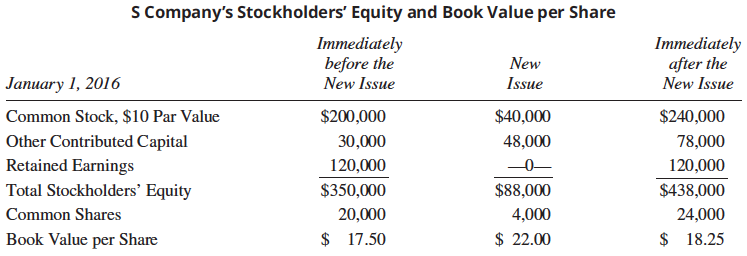 S Company's Stockholders' Equity and Book Value per Share
Immediately Immediately
before the New after the
January 1, 2016 New Issue Issue New Issue
Common Stock, $10 Par Value $200,000 $40,000 $240,000
Other Contributed Capital 30,000 48,000 78,000
Retained Earnings 120,000 —0— 120,000
Total Stockholders' Equity $350,000 $88,000 $438,000
Common Shares 20,000 4,000 24,000
Book Value per Share $ 17.50 $ 22.00 $ 18.25